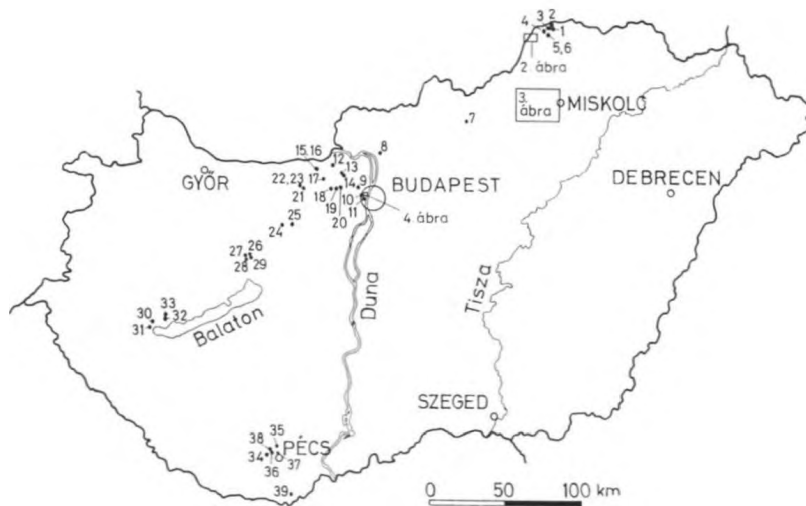 4 3 2
1
5,6
2 ábra
3. ábra
MISKOLC
7
8
15,16 12
13
GYŐR
22,23 17
14 9
BUDAPEST
DEBRECEN
21 18
10
19
11
20
4 ábra
24 25
27 26
28 29
Duna
Tisza
33
30 32
31
Balaton
SZEGED
35
38 PÉCS
34
36 37
39
0 50 100 km